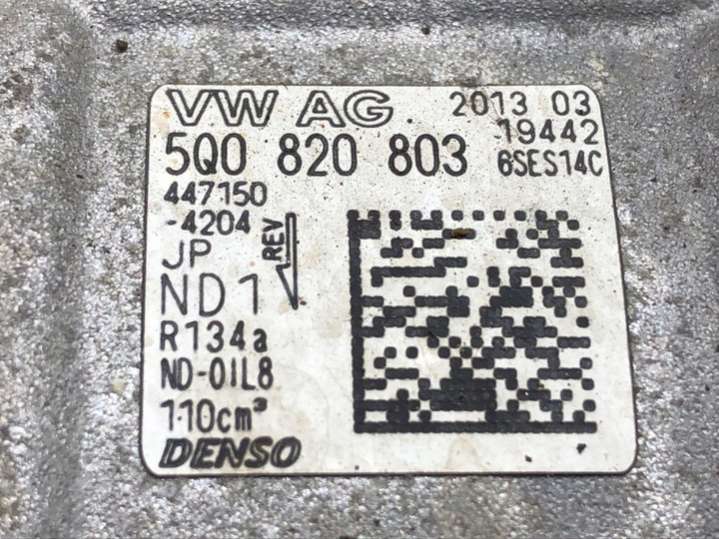 VW AG 2013 03
19442
5Q0 820 803 6SES14C
447150
-4204
REV
JP
ND1
R134a
ND-OIL8
110cm³
DENSO